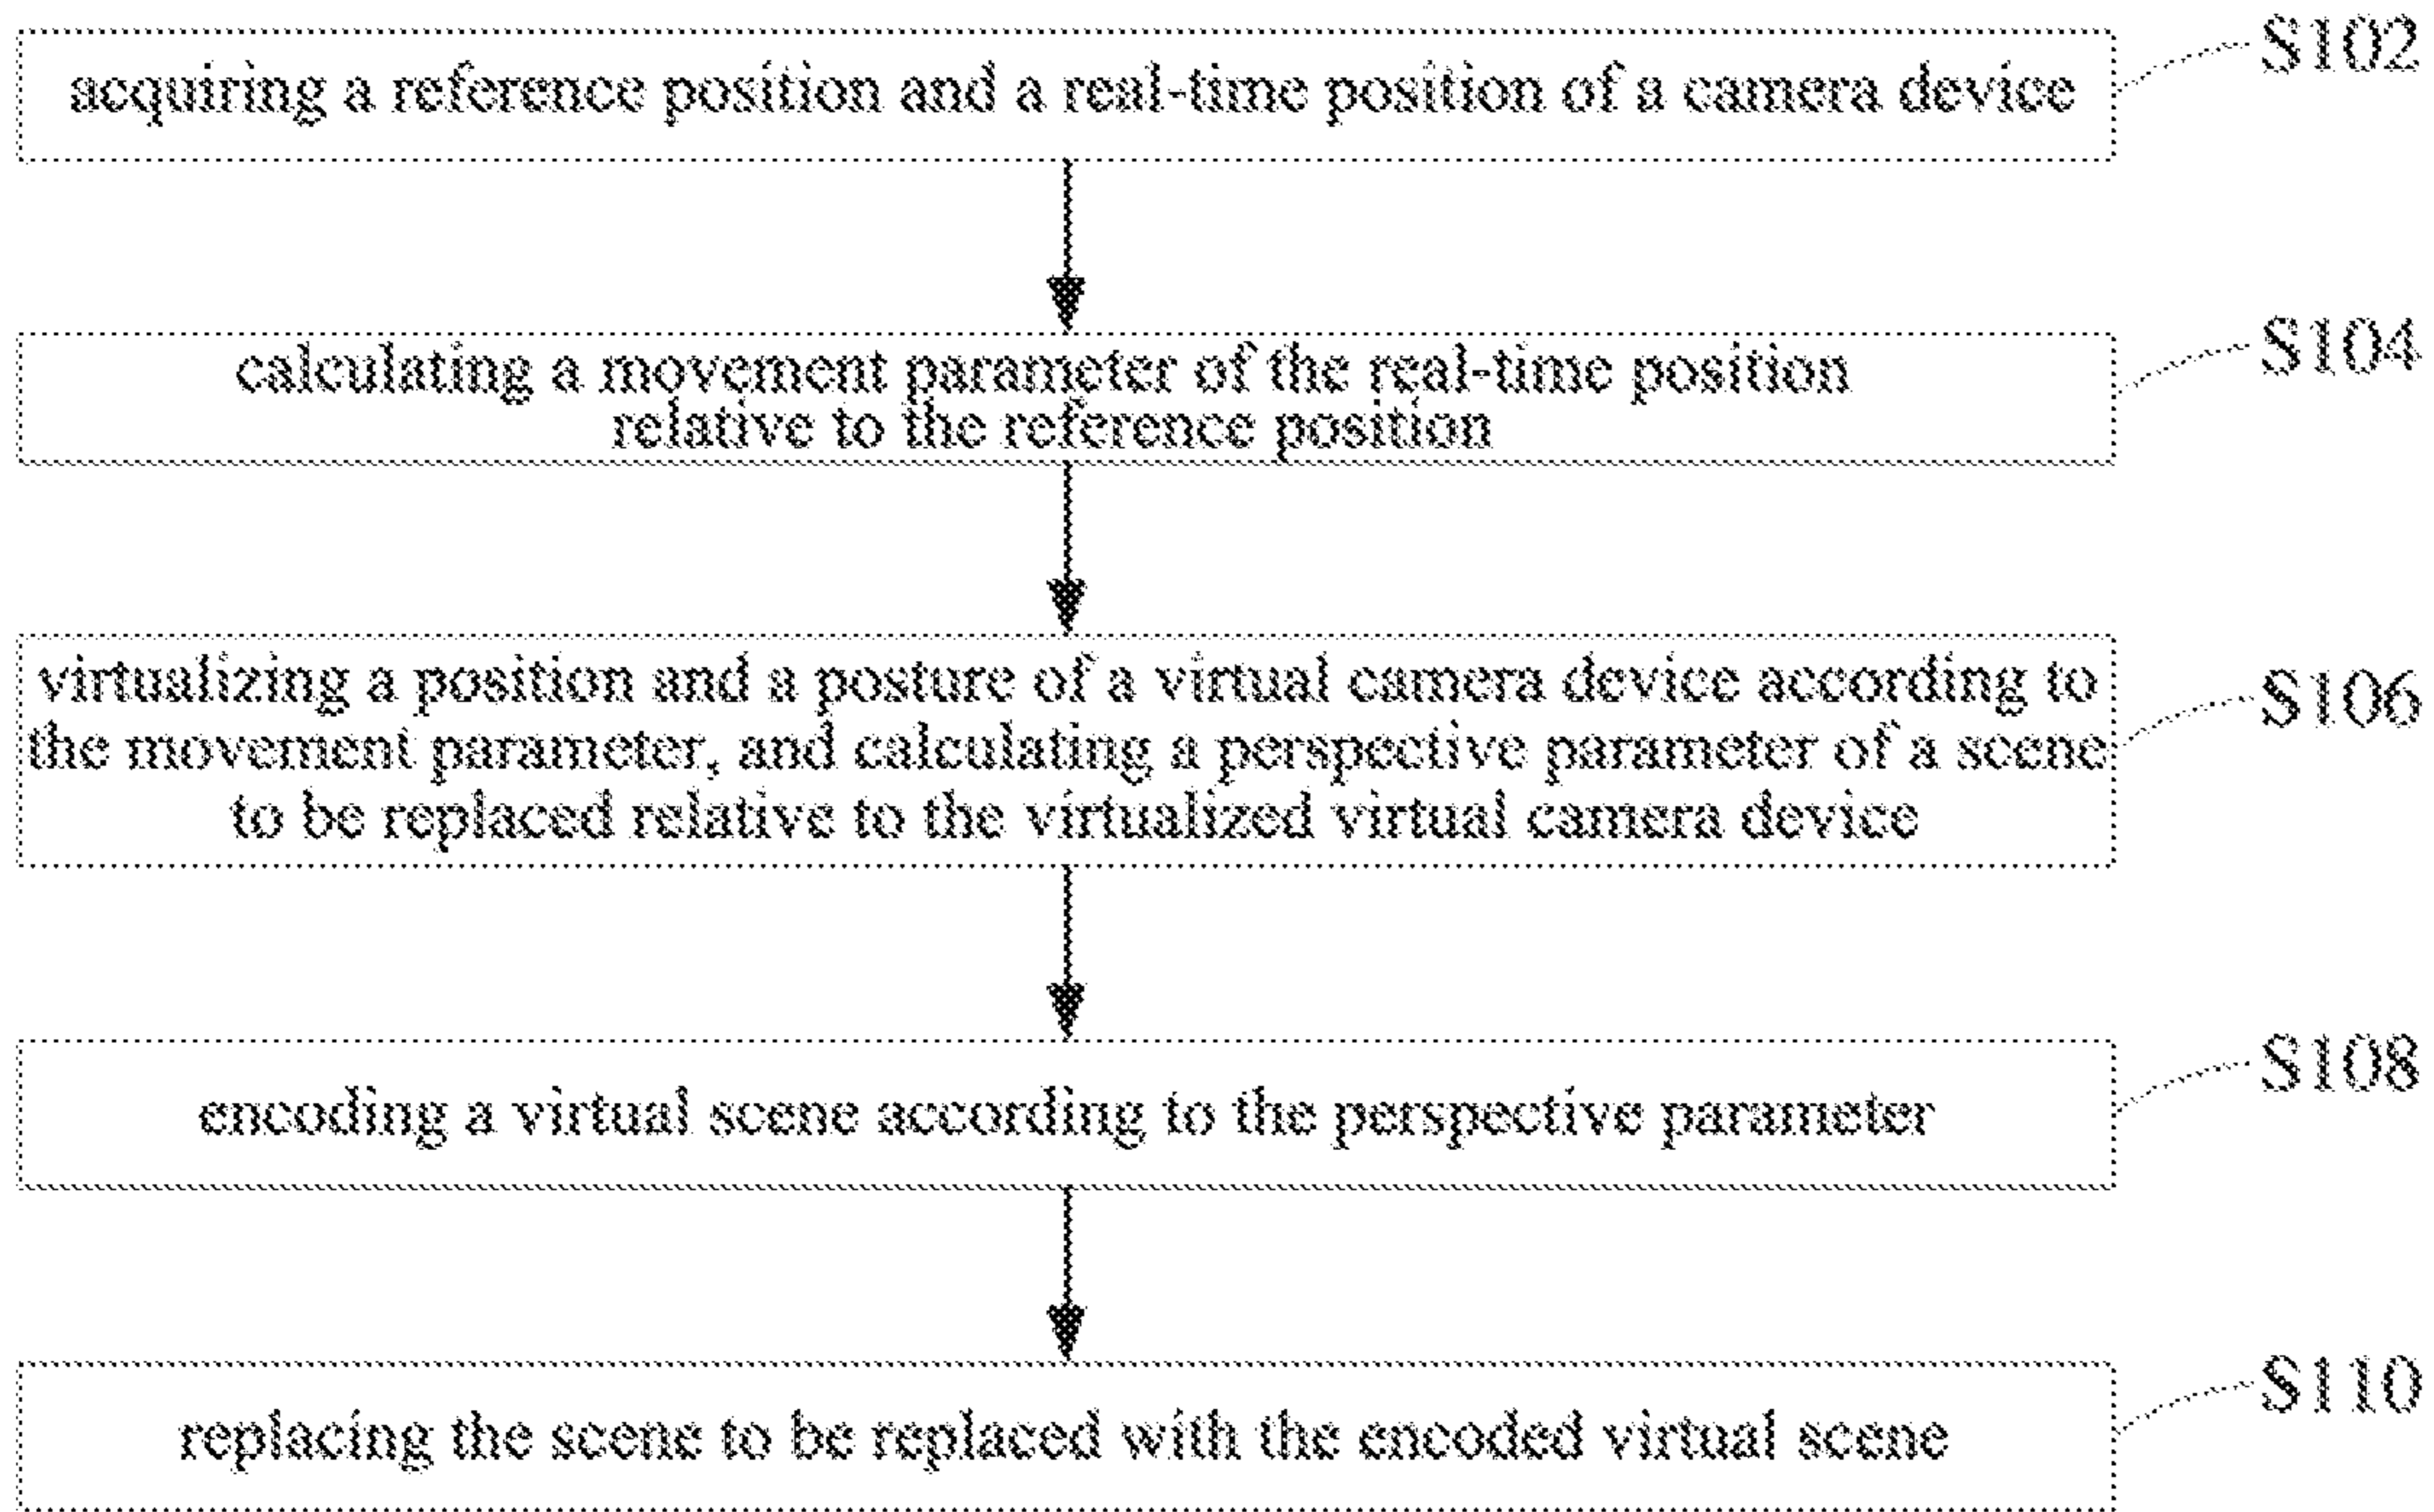 acquiring a reference position and a real-time position of a camera device
S102
calculating a movement parameter of the real-time position
relative to the reference position
S104
virtualizing a position and a posture of a virtual camera device according to
the movement parameter, and calculating a perspective parameter of a scene
to be replaced relative to the virtualized virtual camera device
S106
encoding a virtual scene according to the perspective parameter
S108
replacing the scene to be replaced with the encoded virtual scene
S110